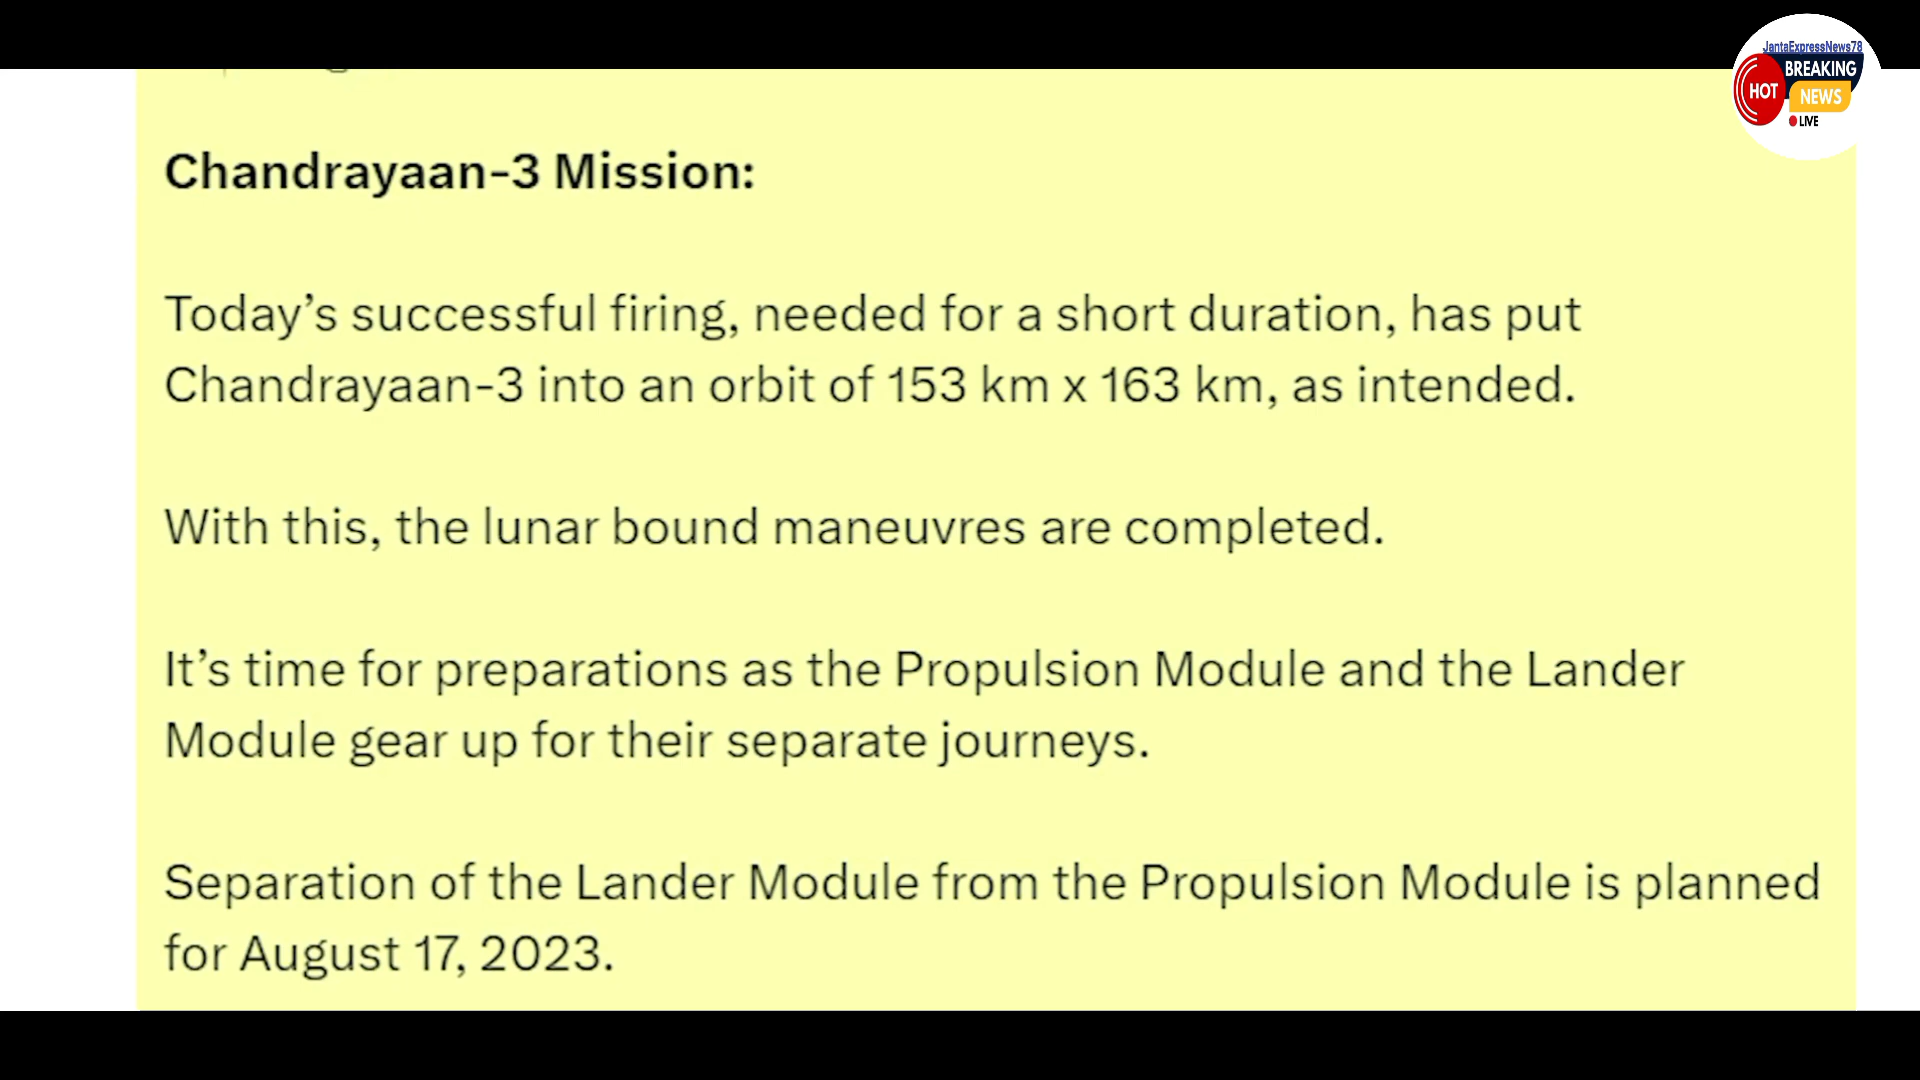 JantaExpressNews78
BREAKING
HOT
NEWS
LIVE
Chandrayaan-3 Mission:
Today’s successful firing, needed for a short duration, has put
Chandrayaan-3 into an orbit of 153 km x 163 km, as intended.
With this, the lunar bound maneuvres are completed.
It’s time for preparations as the Propulsion Module and the Lander
Module gear up for their separate journeys.
Separation of the Lander Module from the Propulsion Module is planned
for August 17, 2023.